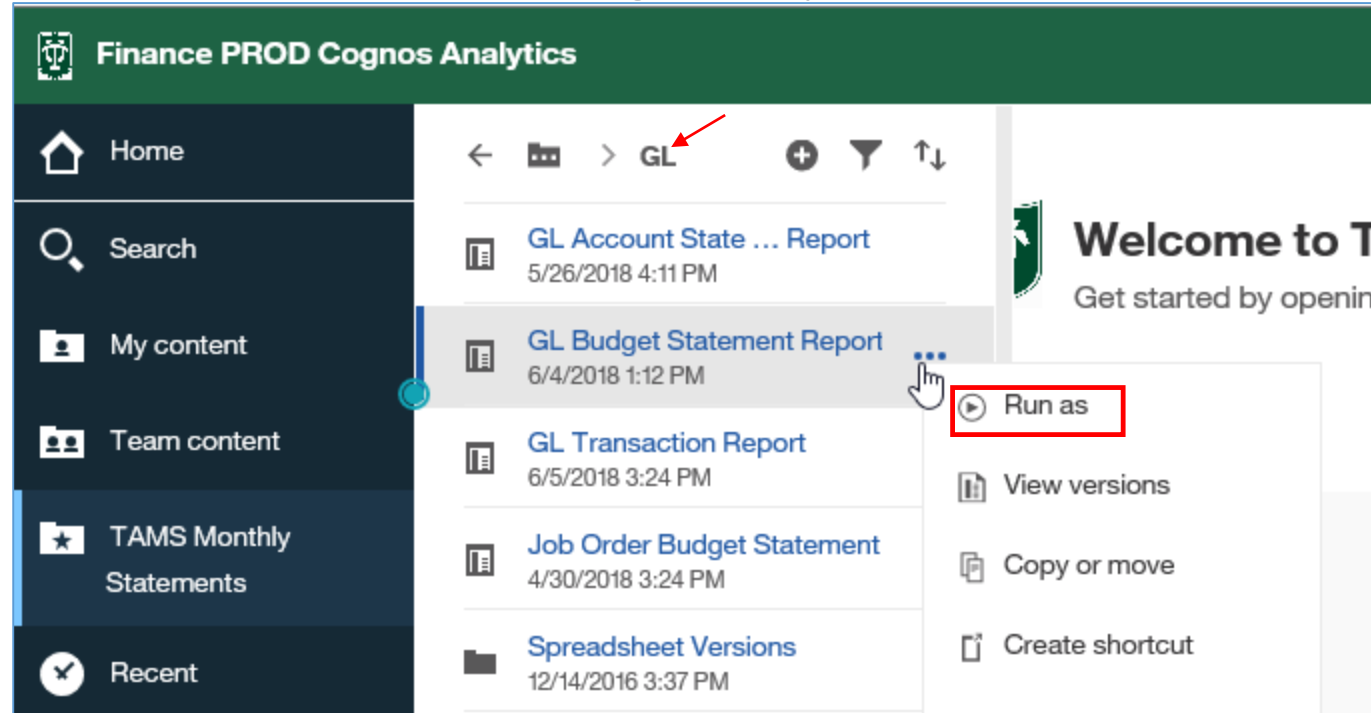 Finance PROD Cognos Analytics
Home
Search
My content
Team content
TAMS Monthly
Statements
Recent
GL
GL Account State … Report
5/26/2018 4:11 PM
GL Budget Statement Report
6/4/2018 1:12 PM
GL Transaction Report
6/5/2018 3:24 PM
Job Order Budget Statement
4/30/2018 3:24 PM
Spreadsheet Versions
12/14/2016 3:37 PM
Run as
View versions
Copy or move
Create shortcut
Welcome to
Get started by